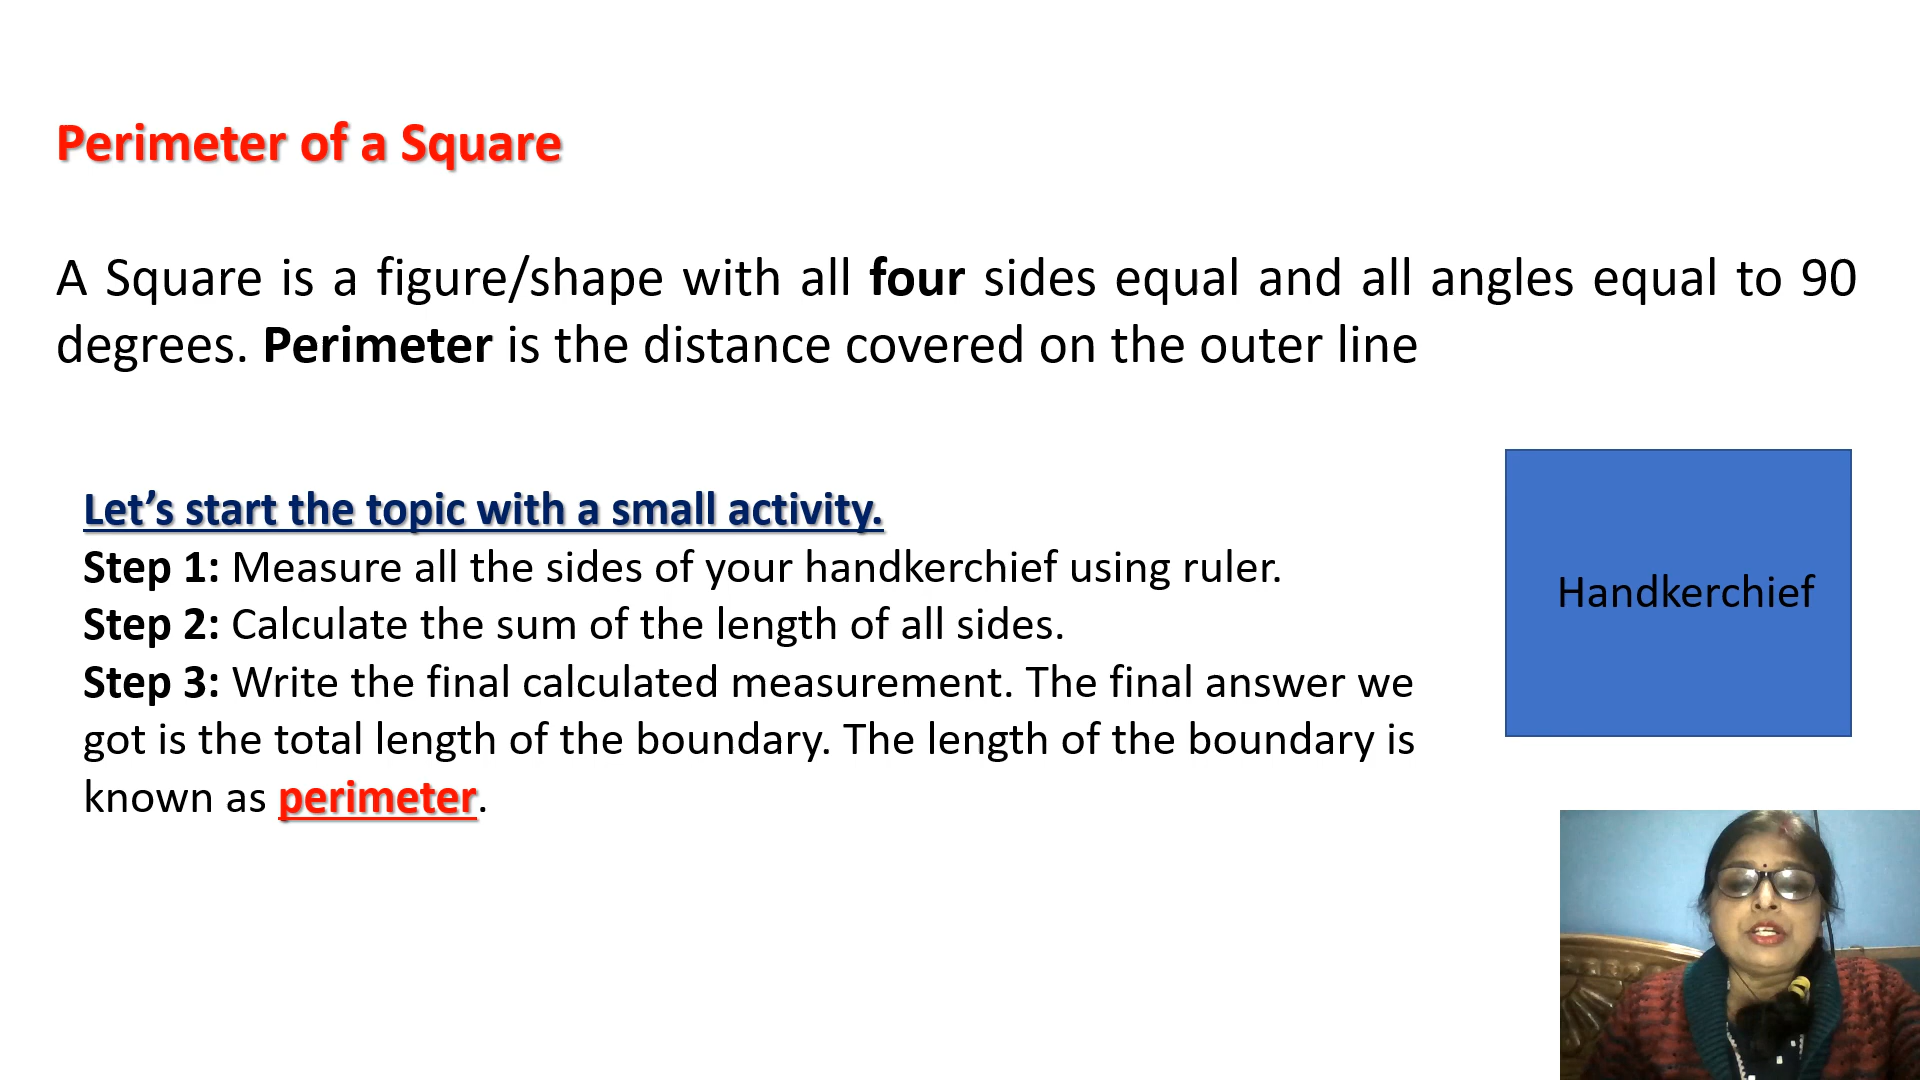 Perimeter of a Square
A Square is a figure/shape with all four sides equal and all angles equal to 90
degrees. Perimeter is the distance covered on the outer line
Let’s start the topic with a small activity.
Step 1: Measure all the sides of your handkerchief using ruler.
Step 2: Calculate the sum of the length of all sides.
Step 3: Write the final calculated measurement. The final answer we
got is the total length of the boundary. The length of the boundary is
known as perimeter.
Handkerchief